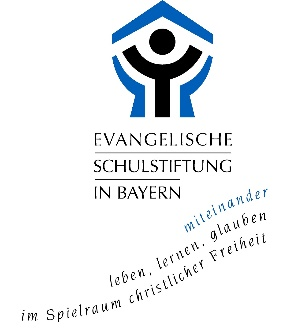 EVANGELISCHE
SCHULSTIFTUNG
IN BAYERN
miteinander
leben, lernen, glauben
im Spielraum christlicher Freiheit